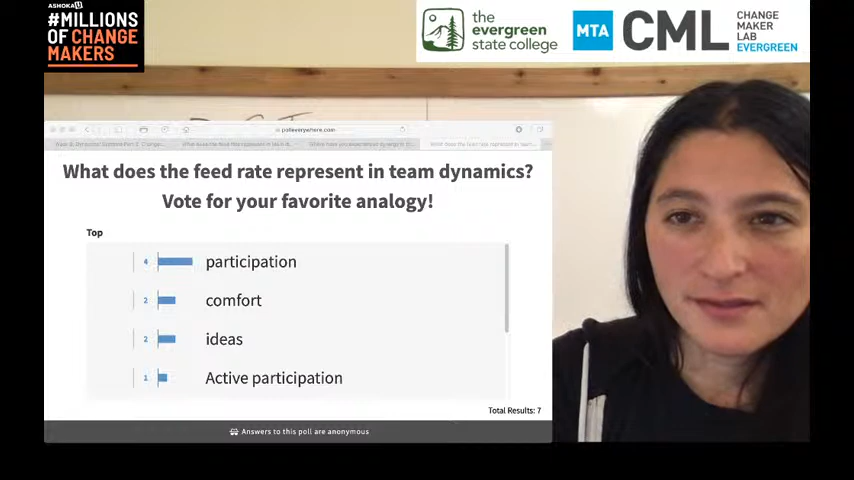 ASHOKA U
#MILLIONS
OF CHANGE
MAKERS
the
evergreen
state college
MTA
CML
CHANGE
MAKER
LAB
EVERGREEN
polleverywhere.com
What does the feed rate represent in team dynamics?
Vote for your favorite analogy!
Top
4 participation
2 comfort
2 ideas
1 Active participation
Total Results: 7
Answers to this poll are anonymous